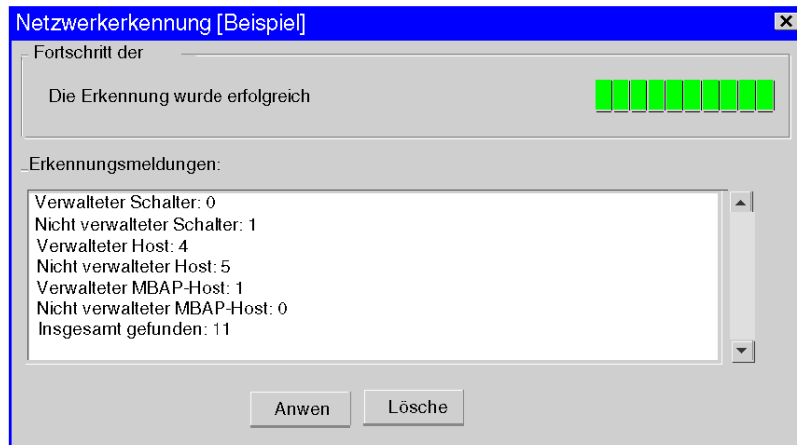 Netzwerkerkennung [Beispiel]
Fortschritt der
Die Erkennung wurde erfolgreich
Erkennungsmeldungen:
Verwalteter Schalter: 0
Nicht verwalteter Schalter: 1
Verwalteter Host: 4
Nicht verwalteter Host: 5
Verwalteter MBAP-Host: 1
Nicht verwalteter MBAP-Host: 0
Insgesamt gefunden: 11
Anwen Lösche